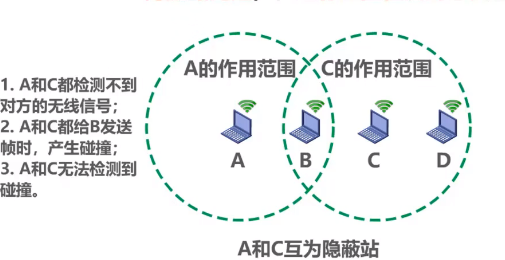 A的作用范围
C的作用范围
1. A和C都检测不到
对方的无线信号；
2. A和C都给B发送
帧时，产生碰撞；
3. A和C无法检测到
碰撞。
A
B
C
D
A和C互为隐蔽站